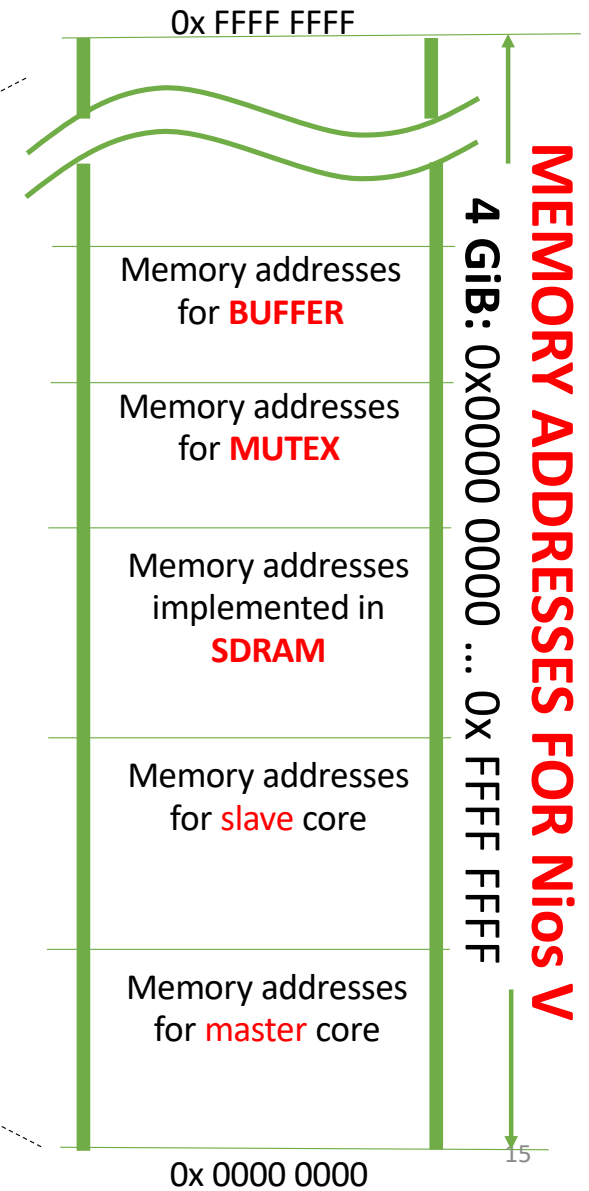 0x FFFF FFFF
Memory addresses
for BUFFER
Memory addresses
for MUTEX
Memory addresses
implemented in
SDRAM
Memory addresses
for slave core
Memory addresses
for master core
0x 0000 0000
4 GiB: 0x0000 0000 ... 0x FFFF FFFF
MEMORY ADDRESSES FOR Nios V
15